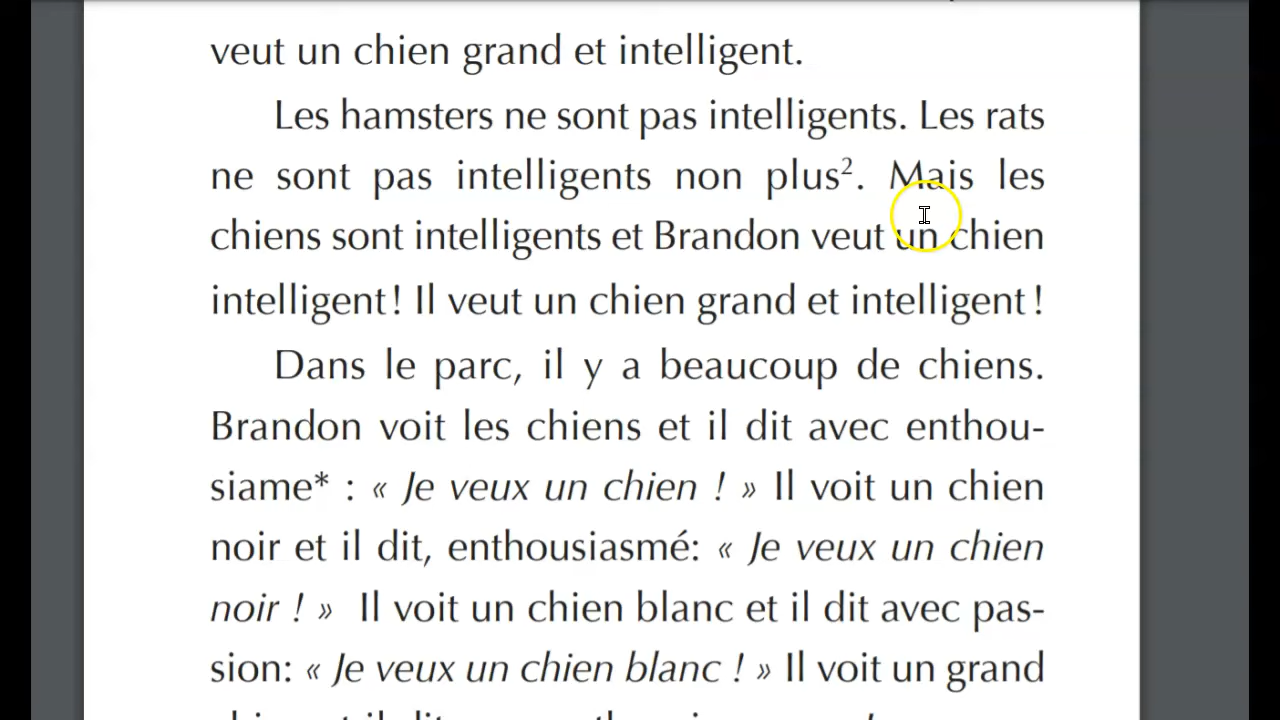 veut un chien grand et intelligent.
Les hamsters ne sont pas intelligents. Les rats
ne sont pas intelligents non plus². Mais les
chiens sont intelligents et Brandon veut un chien
intelligent! Il veut un chien grand et intelligent!
Dans le parc, il y a beaucoup de chiens.
Brandon voit les chiens et il dit avec enthou-
siame* : « Je veux un chien ! » Il voit un chien
noir et il dit, enthousiasmé: « Je veux un chien
noir ! » Il voit un chien blanc et il dit avec pas-
sion: « Je veux un chien blanc ! » Il voit un grand